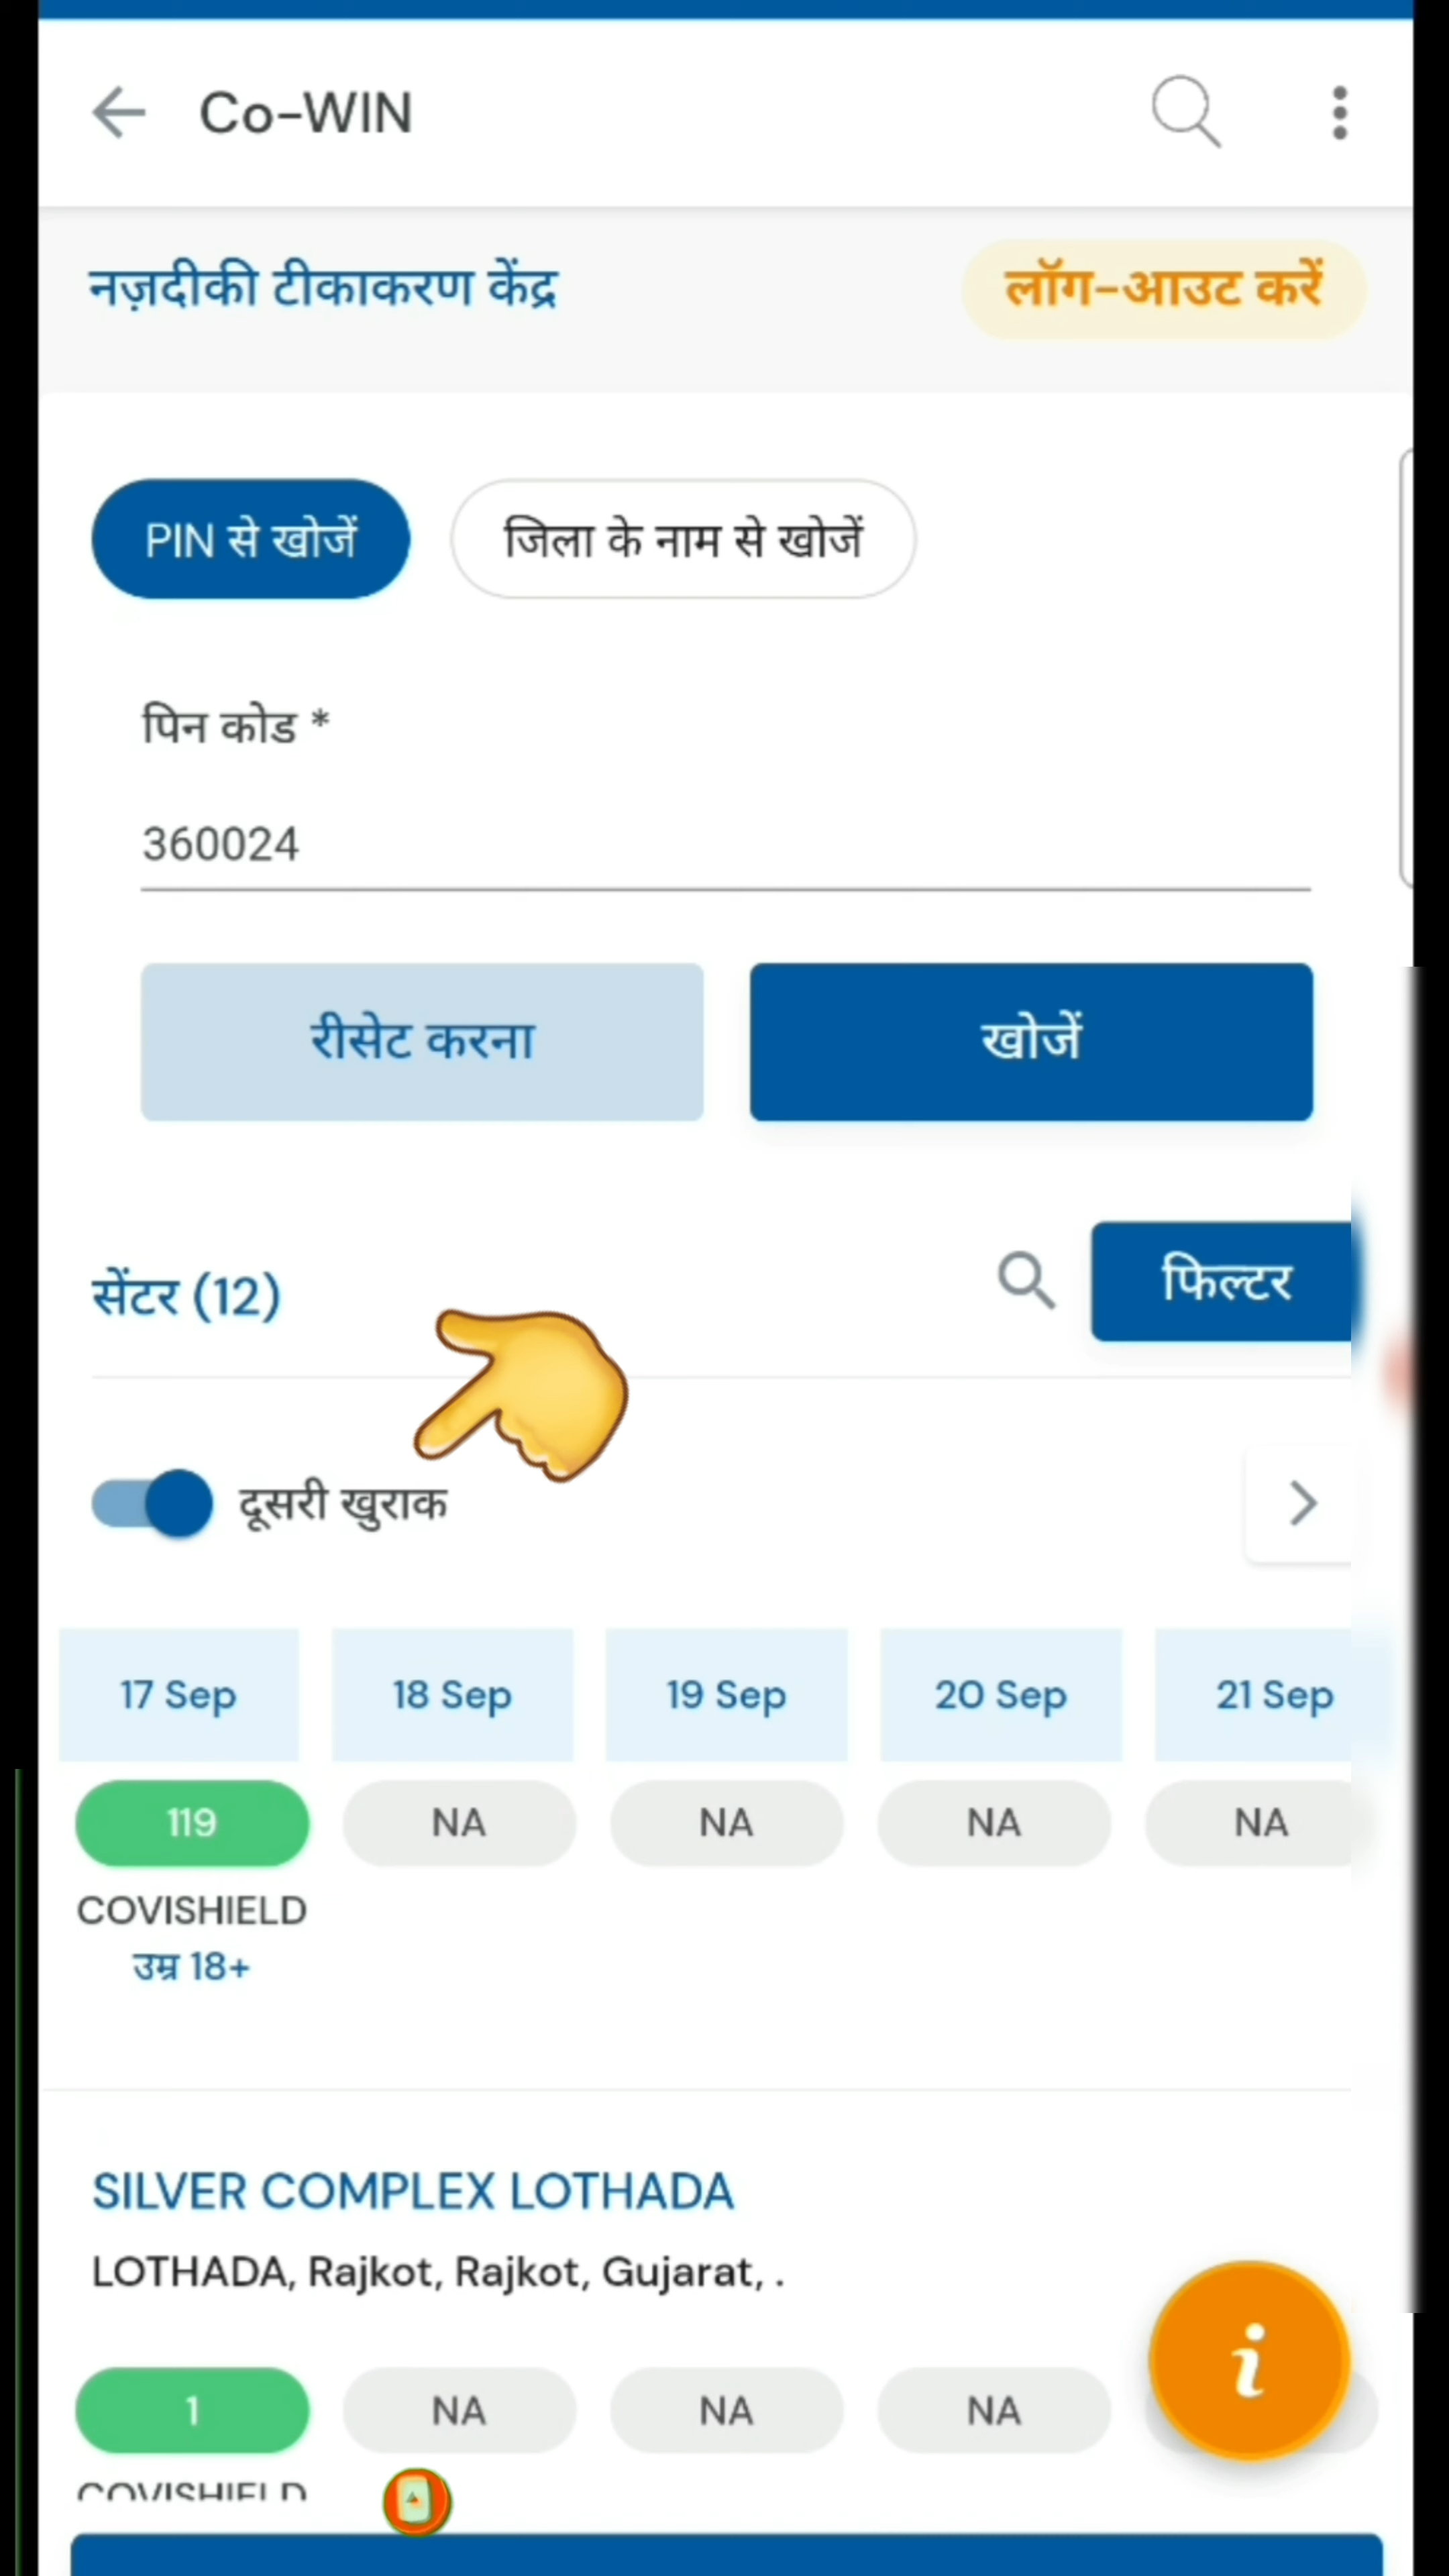 Co-WIN
नज़दीकी टीकाकरण केंद्र
लॉग-आउट करें
PIN से खोजें
जिला के नाम से खोजें
पिन कोड *
360024
रीसेट करना
खोजें
सेंटर (12)
फिल्टर
दूसरी खुराक
17 Sep
18 Sep
19 Sep
20 Sep
21 Sep
119
NA
NA
NA
NA
COVISHIELD
उम्र 18+
SILVER COMPLEX LOTHADA
LOTHADA, Rajkot, Rajkot, Gujarat, .
1
NA
NA
NA
i
COVISHIELD